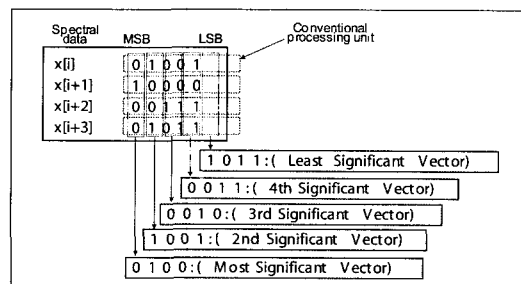 Spectral data MSB LSB Conventional processing unit
x[i] 0 1 0 0 1
x[i+1] 1 0 0 0 0
x[i+2] 0 0 1 1 1
x[i+3] 0 1 0 1 1
1 0 1 1:( Least Significant Vector)
0 0 1 1:( 4th Significant Vector)
0 0 1 0:( 3rd Significant Vector)
1 0 0 1:( 2nd Significant Vector)
0 1 0 0:( Most Significant Vector)